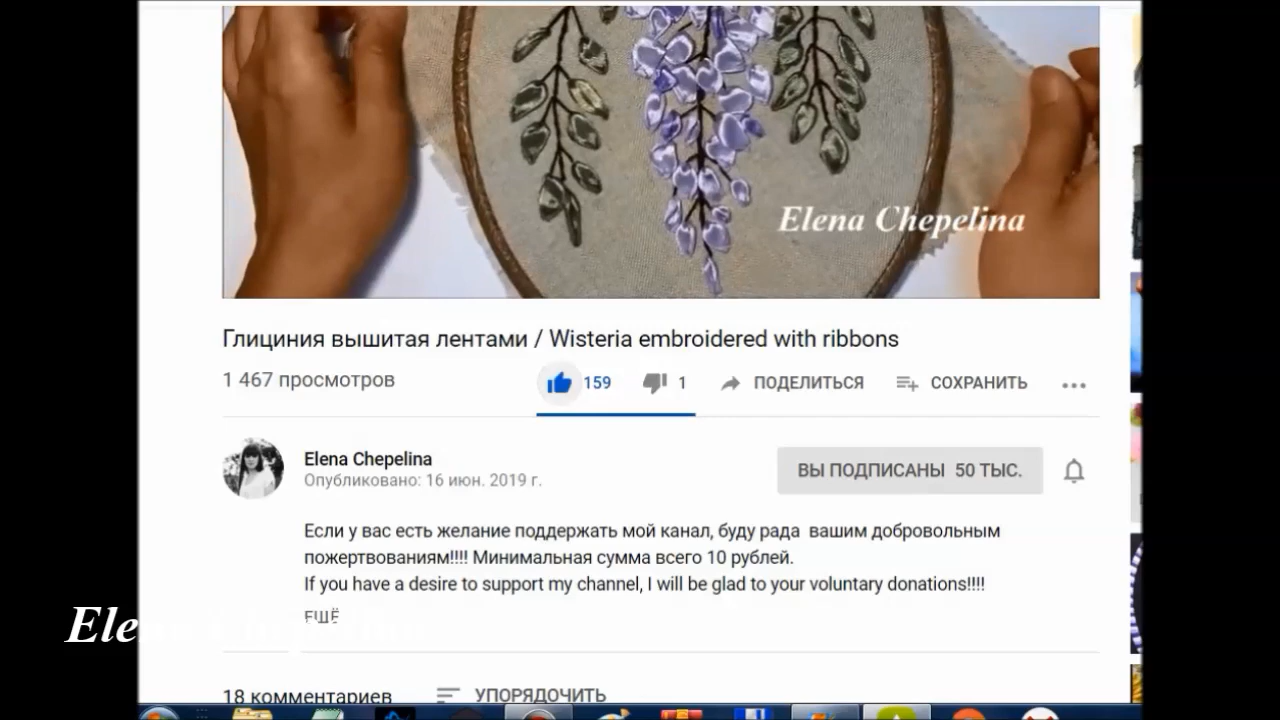 Elena Chepelina
Глициния вышитая лентами / Wisteria embroidered with ribbons
1 467 просмотров
159
1
ПОДЕЛИТЬСЯ
СОХРАНИТЬ
Elena Chepelina
Опубликовано: 16 июн. 2019 г.
ВЫ ПОДПИСАНЫ 50 ТЫС.
Если у вас есть желание поддержать мой канал, буду рада вашим добровольным
пожертвованиям!!!! Минимальная сумма всего 10 рублей.
If you have a desire to support my channel, I will be glad to your voluntary donations!!!!
ЕЩЁ
18 комментариев
УПОРЯДОЧИТЬ